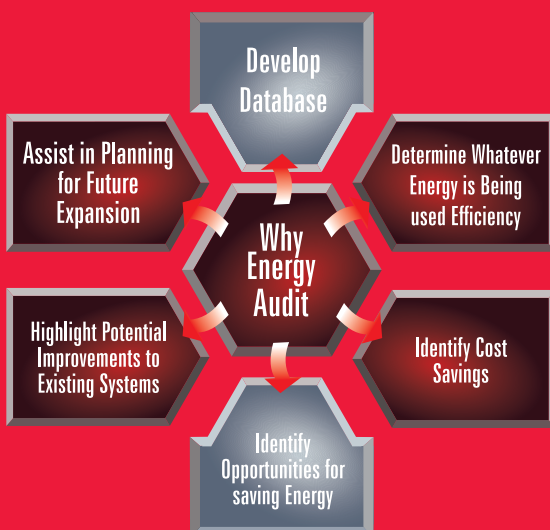 Develop
Database
Assist in Planning
for Future
Expansion
Determine Whatever
Energy is Being
used Efficiency
Why
Energy
Audit
Highlight Potential
Improvements to
Existing Systems
Identify Cost
Savings
Identify
Opportunities for
saving Energy